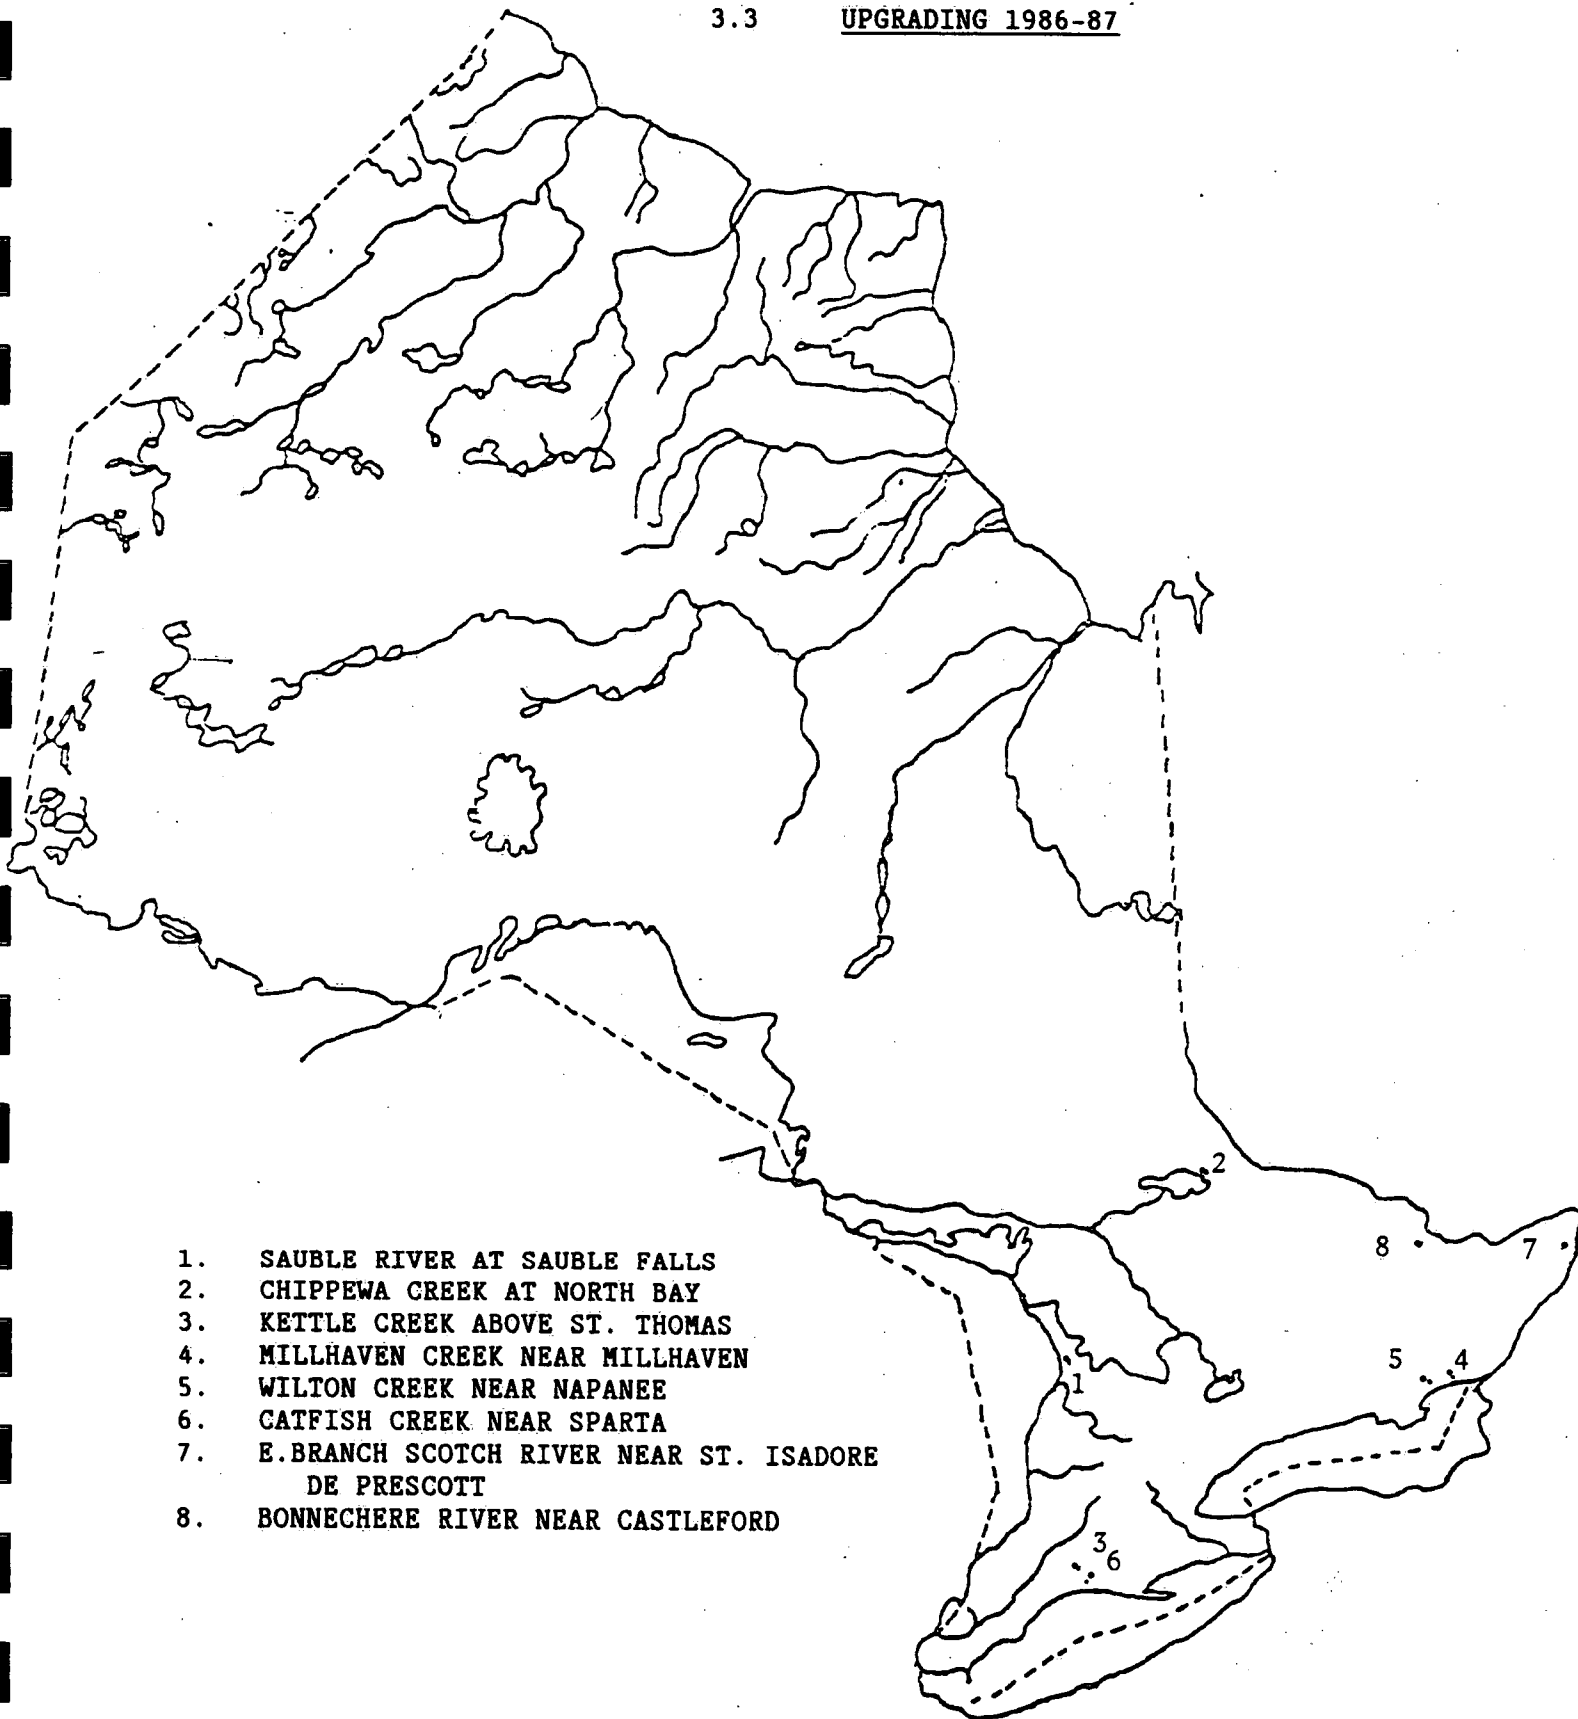 3.3 UPGRADING 1986-87
2
8
7
5
4
1
3
6
1. SAUBLE RIVER AT SAUBLE FALLS
2. CHIPPEWA CREEK AT NORTH BAY
3. KETTLE CREEK ABOVE ST. THOMAS
4. MILLHAVEN CREEK NEAR MILLHAVEN
5. WILTON CREEK NEAR NAPANEE
6. CATFISH CREEK NEAR SPARTA
7. E.BRANCH SCOTCH RIVER NEAR ST. ISADORE
DE PRESCOTT
8. BONNECHERE RIVER NEAR CASTLEFORD